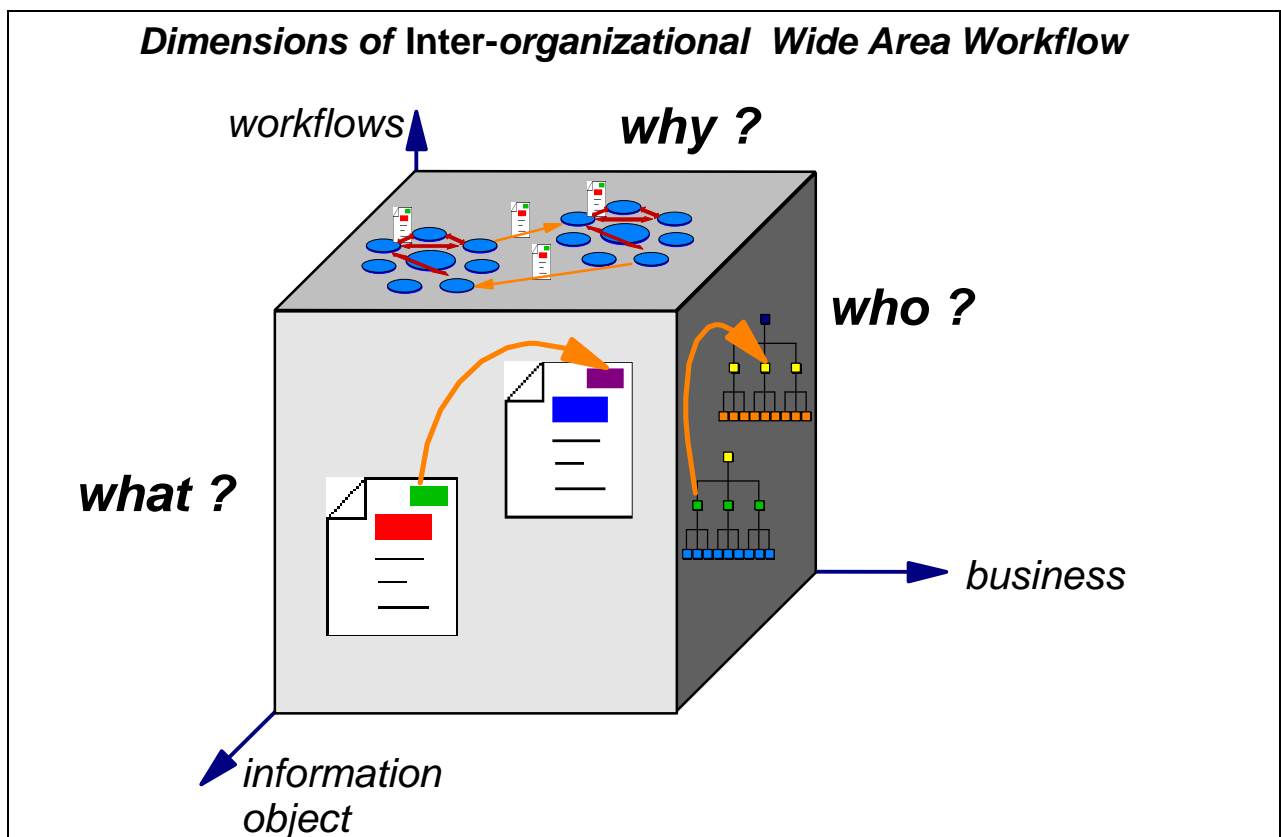 Dimensions of Inter-organizational Wide Area Workflow
workflows
why ?
who ?
what ?
business
information
object